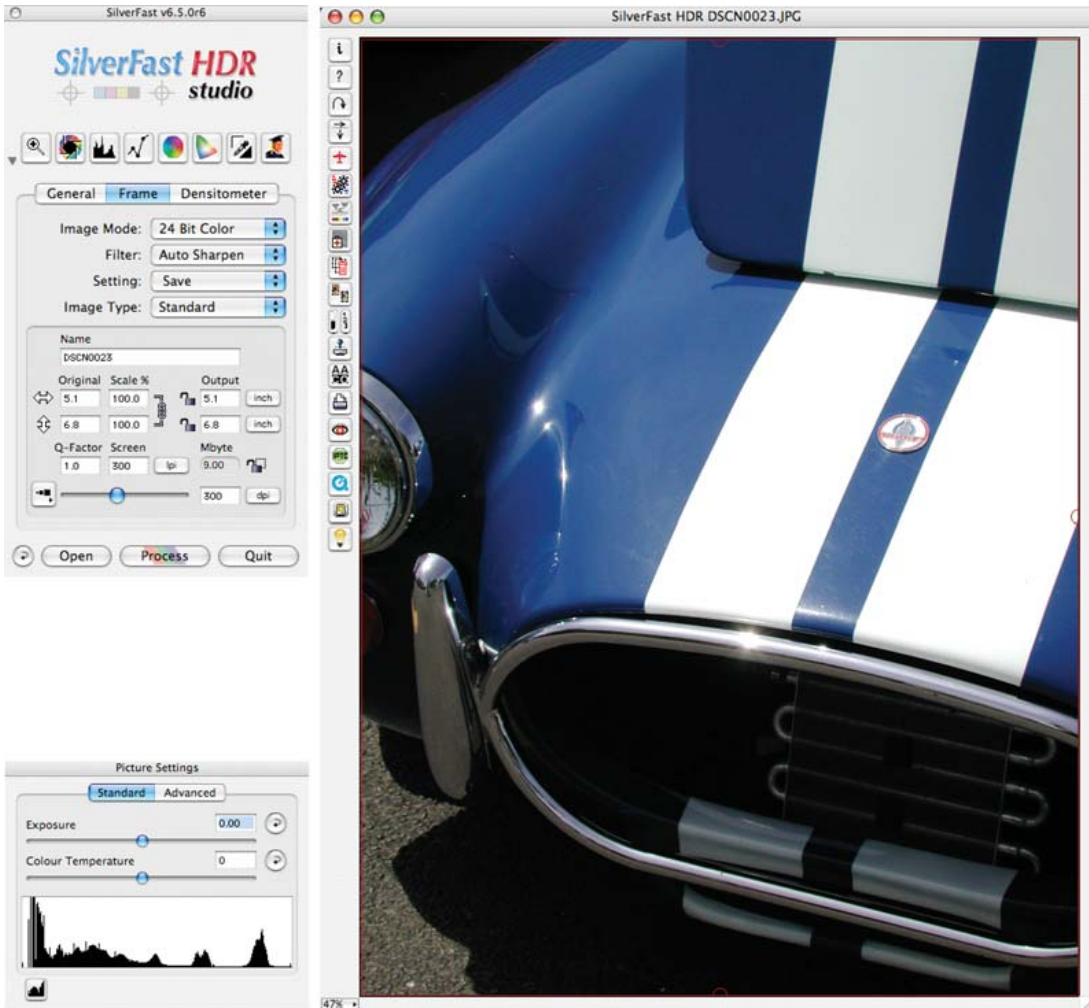 SilverFast v6.5.0r6
SilverFast HDR
studio
General Frame Densitometer
Image Mode: 24 Bit Color
Filter: Auto Sharpen
Setting: Save
Image Type: Standard
Name
DSCN0023
Original Scale % Output
5.1 100.0 5.1 inch
6.8 100.0 6.8 inch
Q-Factor Screen Mbyte
1.0 300 lpi 9.00
300 dpi
Open Process Quit
Picture Settings
Standard Advanced
Exposure 0.00
Colour Temperature 0
SilverFast HDR DSCN0023.JPG
i
?
IPTC
47%